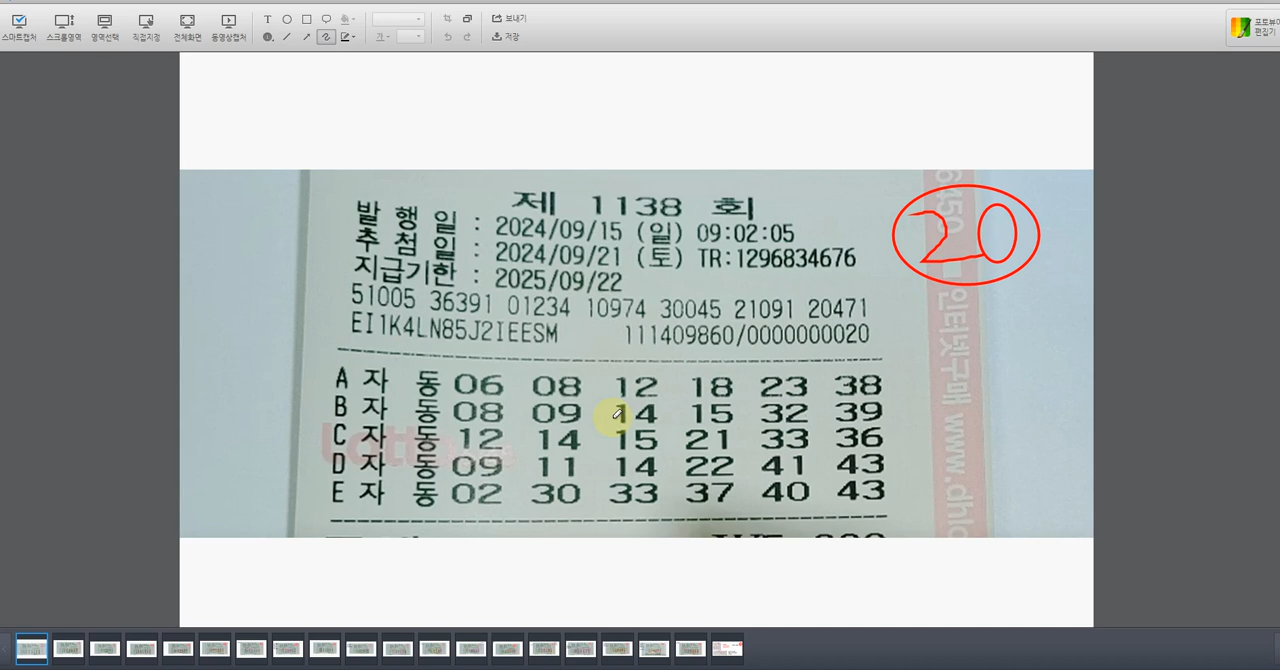 스마트캡처 스크롤영역 영역선택 직접지정 전체화면 동영상캡처 T 가 보내기 저장
포토뷰어
편집기
제 1138 회
발 행 일 : 2024/09/15 (일) 09:02:05
추 첨 일 : 2024/09/21 (토) TR:1296834676
지급기한 : 2025/09/22
51005 36391 01234 10974 30045 21091 20471
EI1K4LN85J2IEESM 111409860/0000000020
A 자 동 06 08 12 18 23 38
B 자 동 08 09 14 15 32 39
C 자 동 12 14 15 21 33 36
D 자 동 09 11 14 22 41 43
E 자 동 02 30 33 37 40 43
20
6450
인터넷구매 www.dhlo